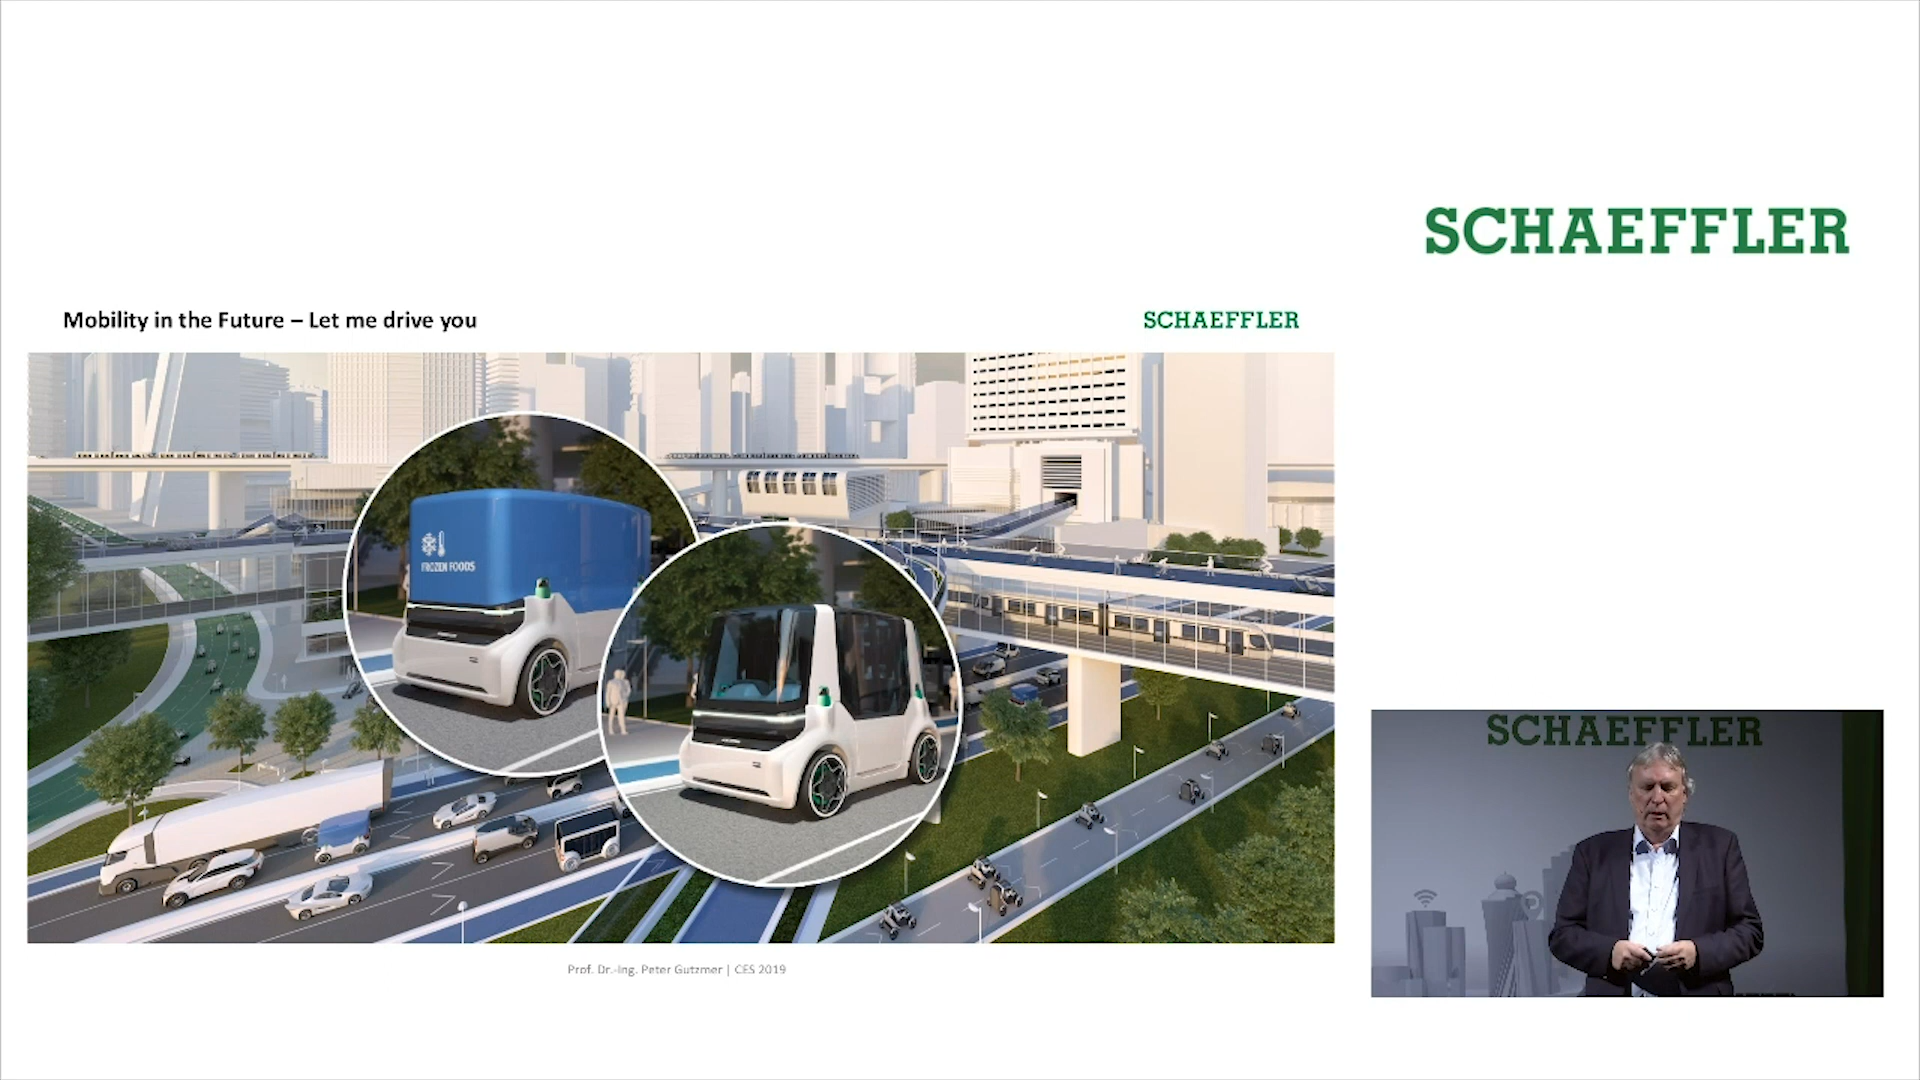 SCHAEFFLER
Mobility in the Future – Let me drive you
SCHAEFFLER
FROZEN FOODS
Prof. Dr.-Ing. Peter Gutzmer | CES 2019
SCHAEFFLER